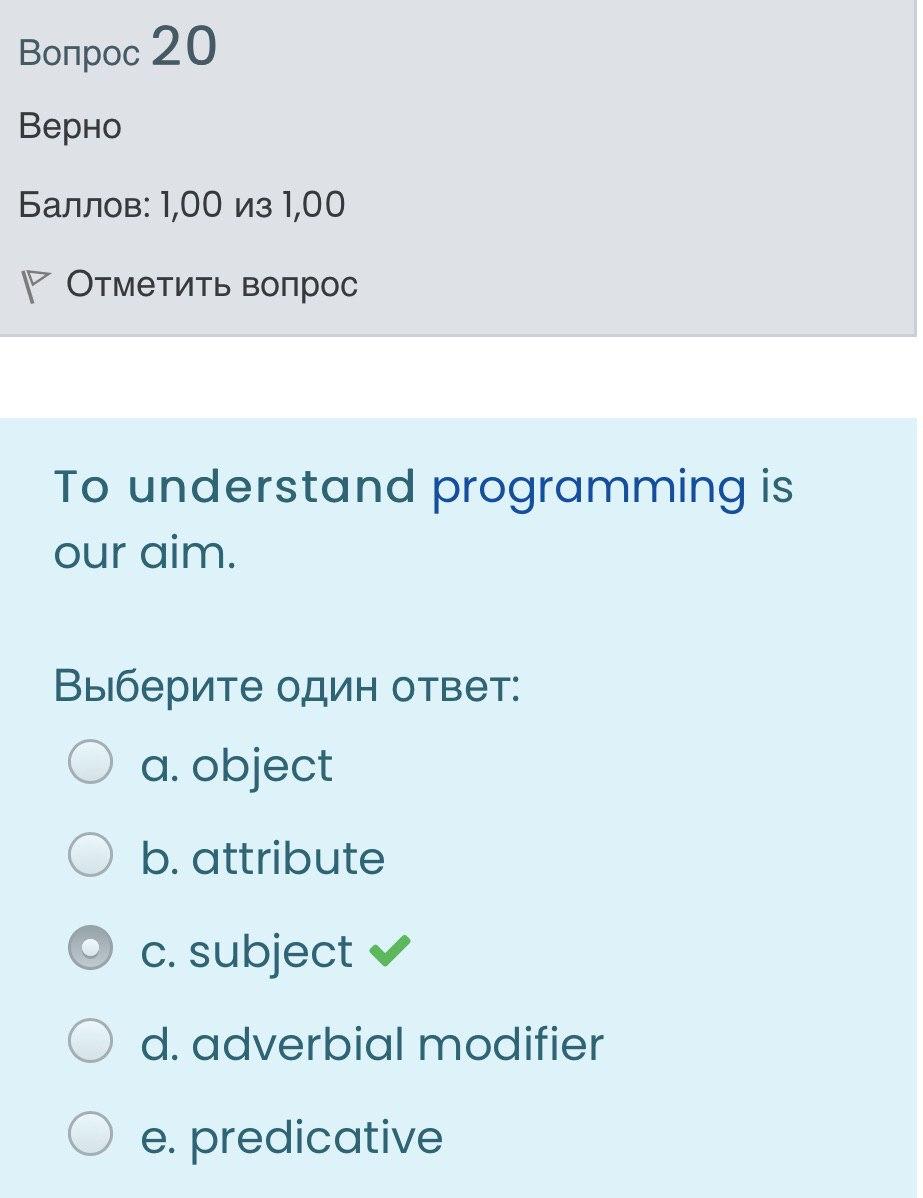 Вопрос 20
Верно
Баллов: 1,00 из 1,00
Отметить вопрос
To understand programming is
our aim.
Выберите один ответ:
a. object
b. attribute
c. subject
d. adverbial modifier
e. predicative